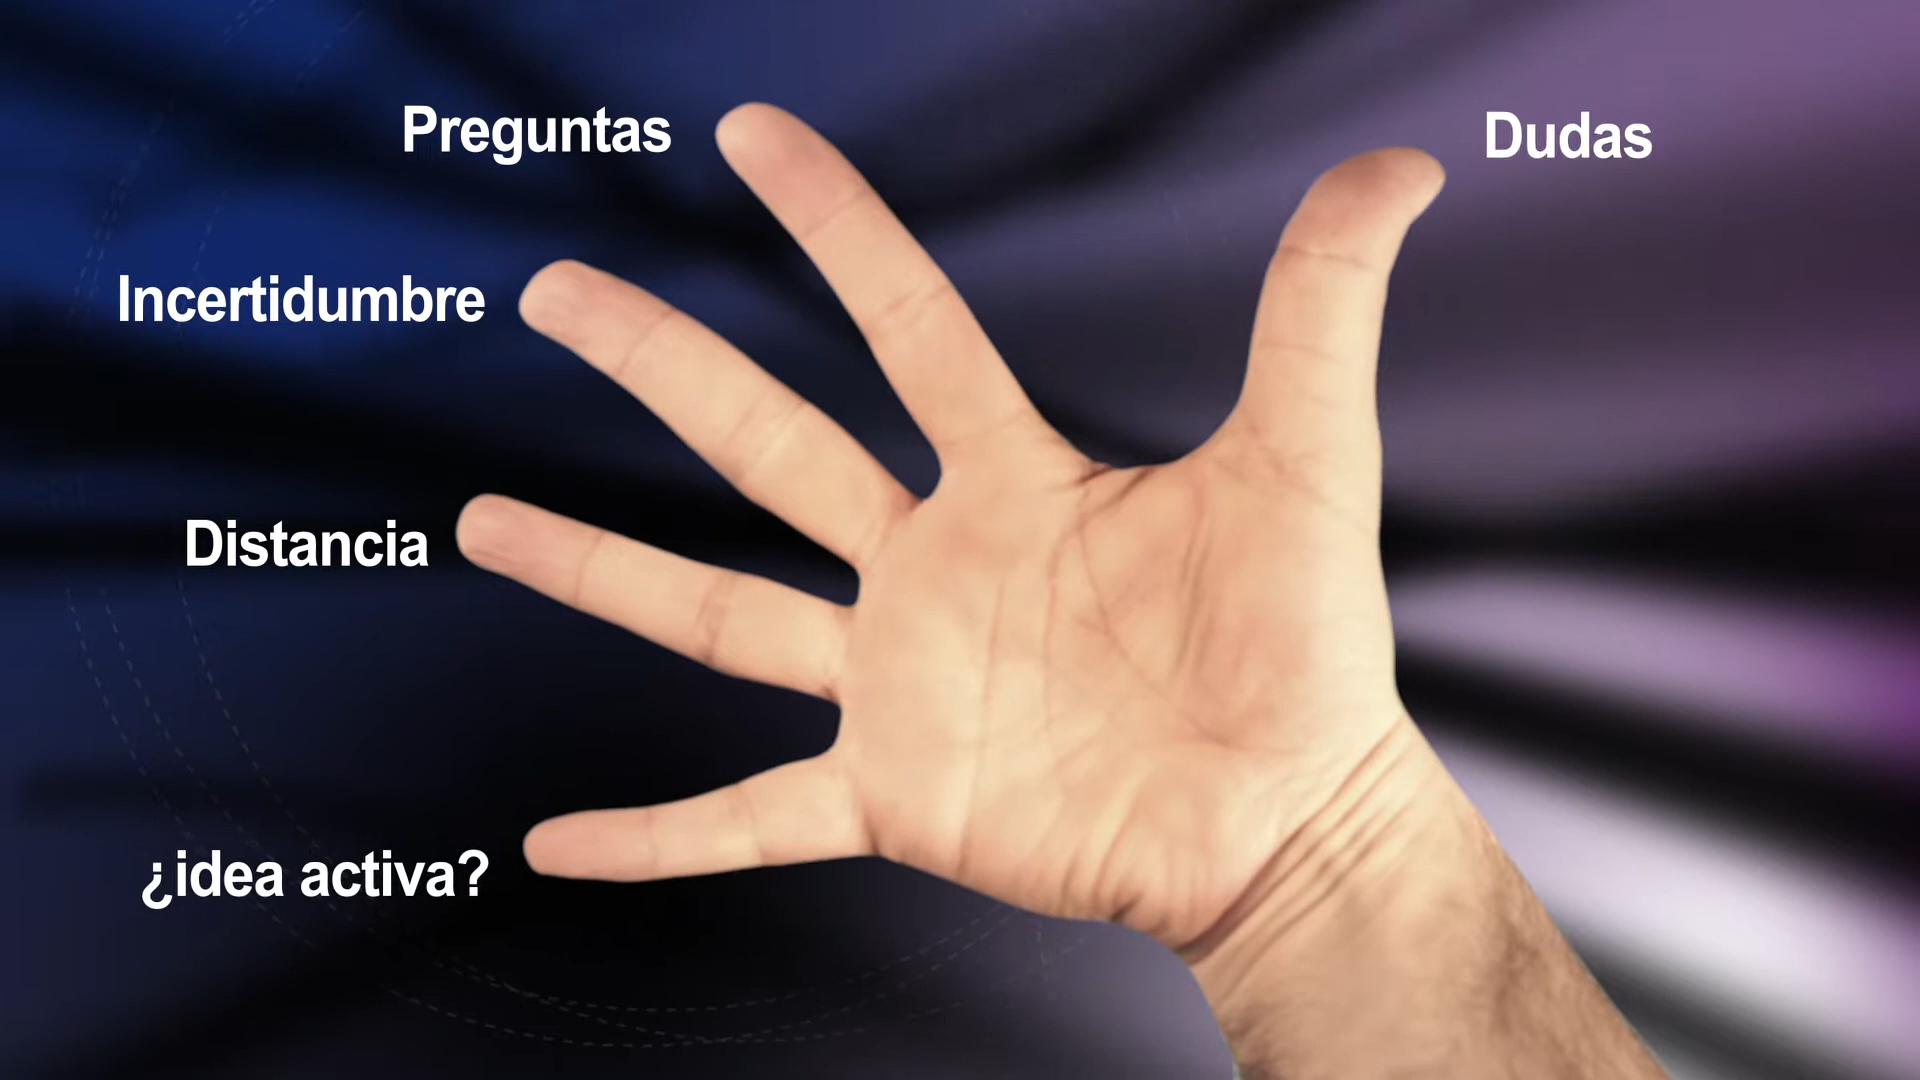 Preguntas
Dudas
Incertidumbre
Distancia
¿idea activa?